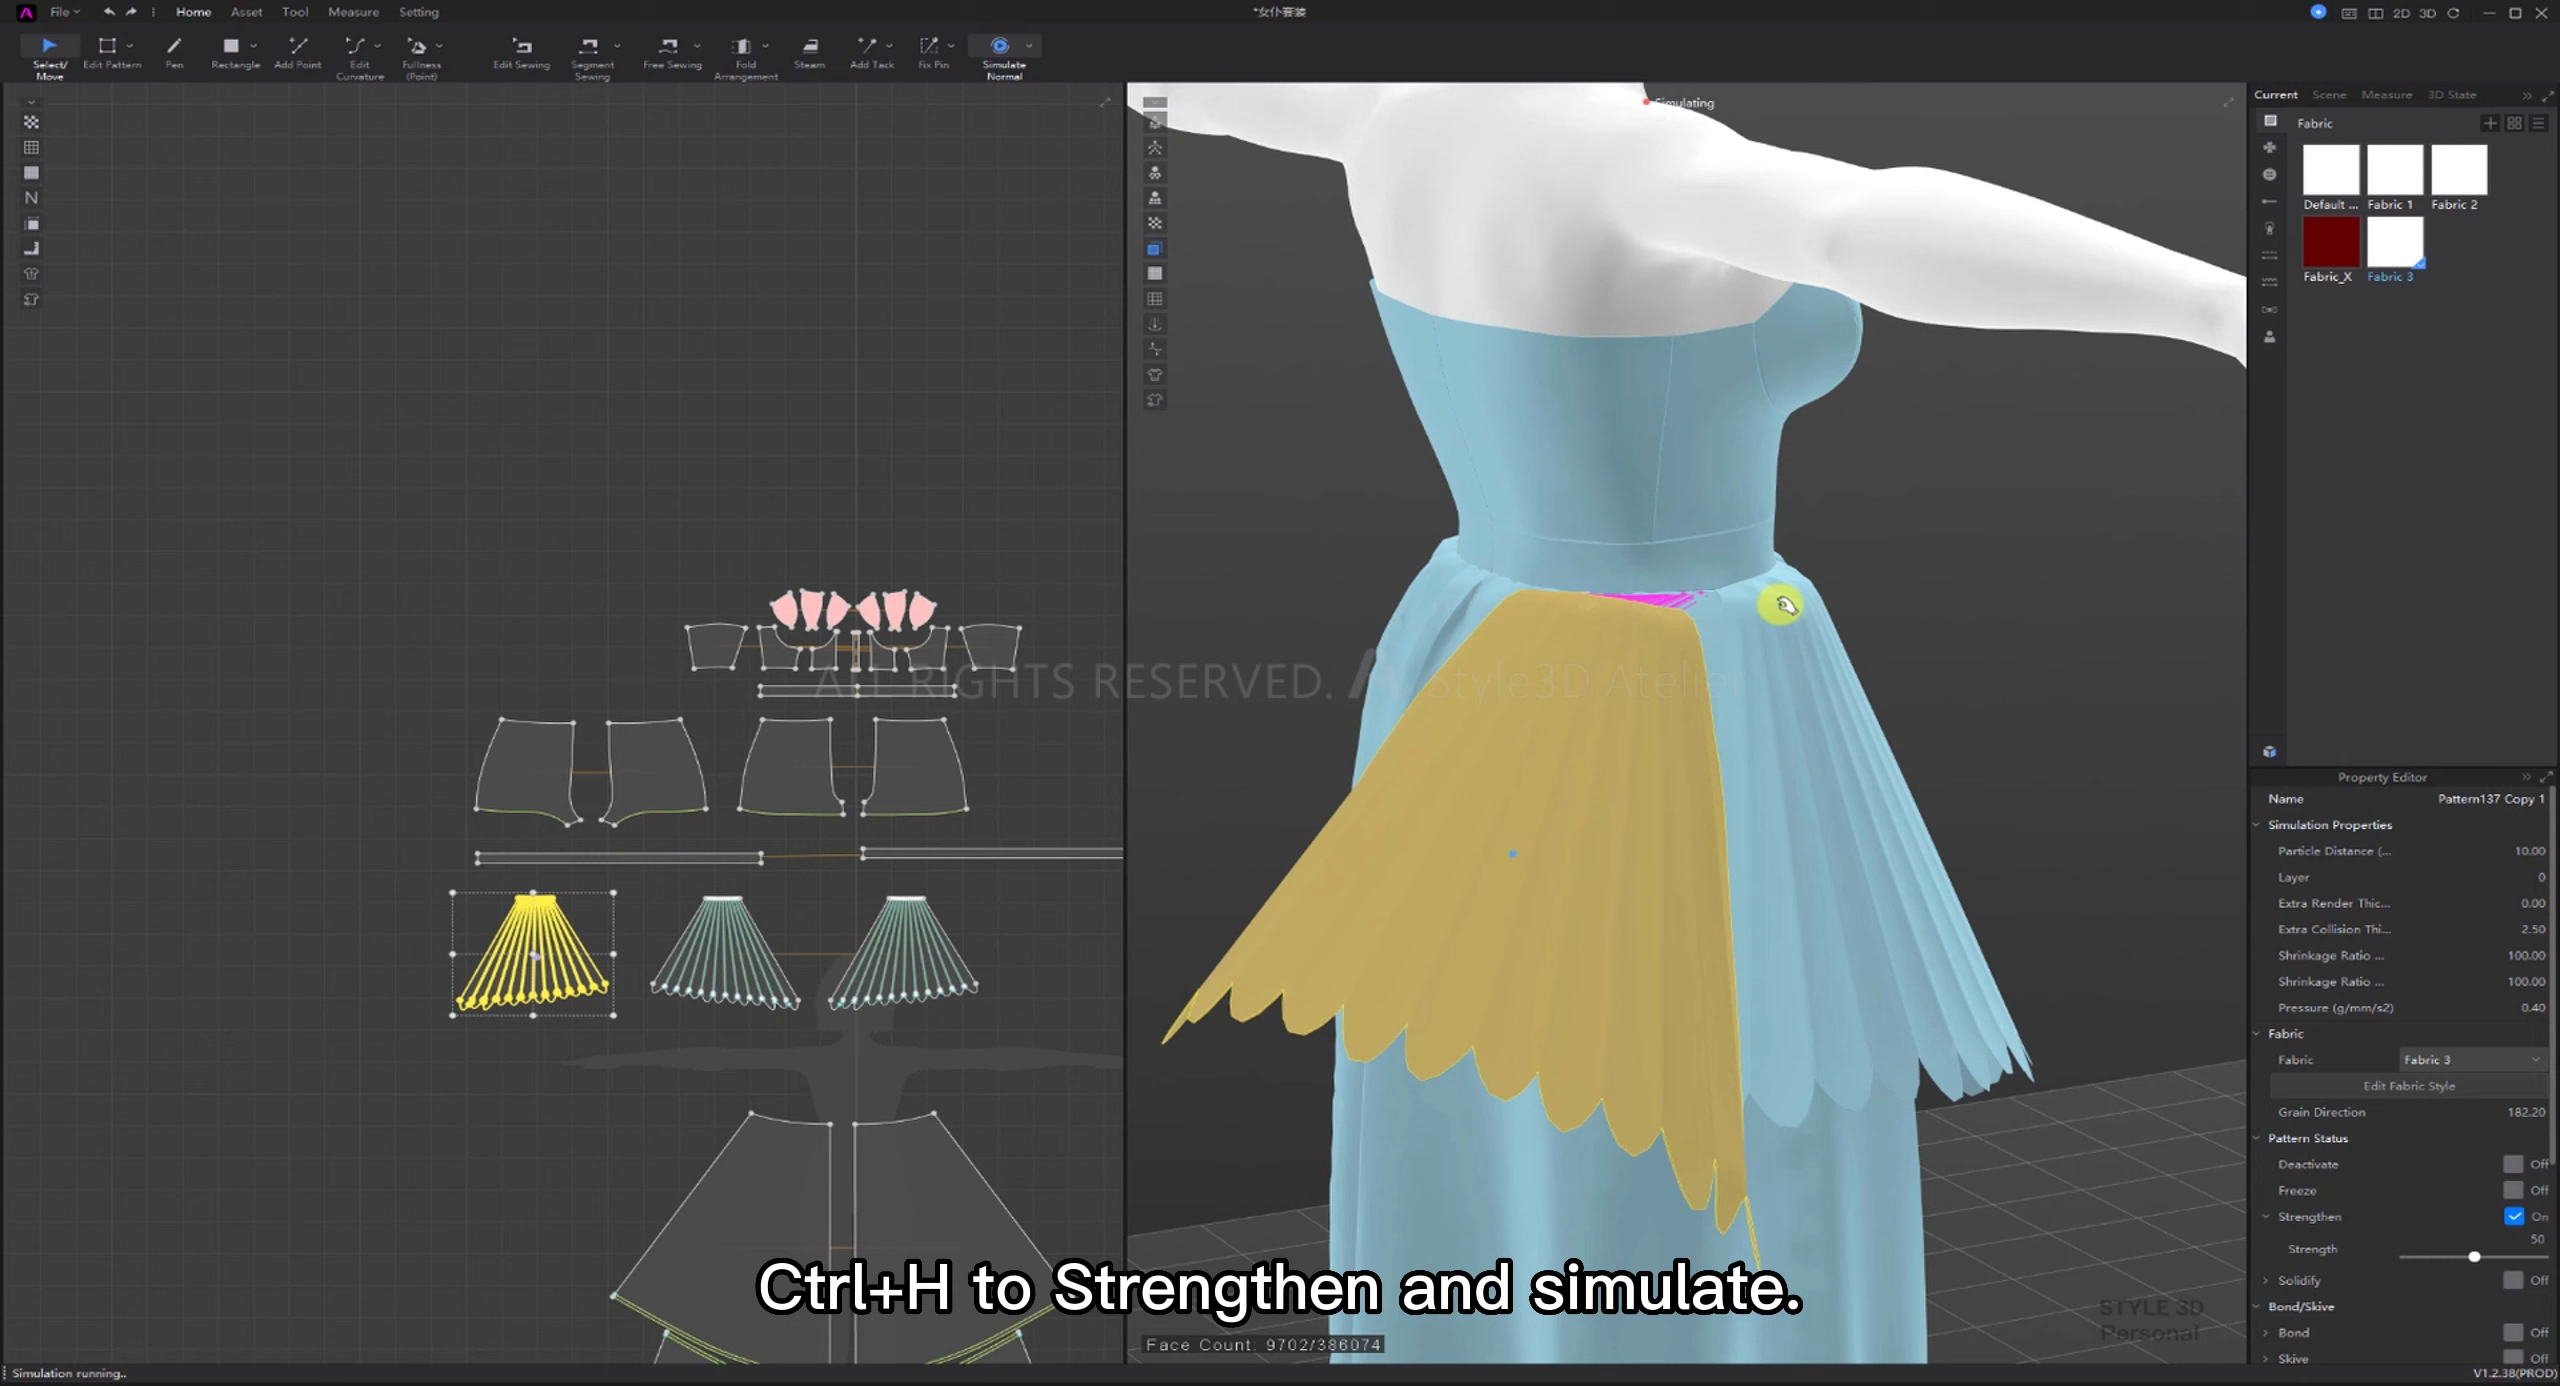 File Home Asset Tool Measure Setting
*女仆套装
2D 3D
Select/Move Edit Pattern Pen Rectangle Add Point Edit Curvature Fullness (Point) Edit Sewing Segment Sewing Free Sewing Fold Arrangement Steam Add Tack Fix Pin Simulate Normal
Simulating
Current Scene Measure 3D State
Fabric
Default ... Fabric 1 Fabric 2
Fabric_X Fabric 3
ALL RIGHTS RESERVED. Style3D Atelier
Property Editor
Name Pattern137 Copy 1
Simulation Properties
Particle Distance (... 10.00
Layer 0
Extra Render Thic... 0.00
Extra Collision Thi... 2.50
Shrinkage Ratio ... 100.00
Shrinkage Ratio ... 100.00
Pressure (g/mm/s2) 0.40
Fabric
Fabric Fabric 3
Edit Fabric Style
Grain Direction 182.20
Pattern Status
Deactivate Off
Freeze Off
Strengthen On
50
Strength
Solidify Off
Bond/Skive
Bond Off
Skive Off
Ctrl+H to Strengthen and simulate.
STYLE 3D
Personal
Face Count: 9702/386074
Simulation running.. V1.2.38(PROD)